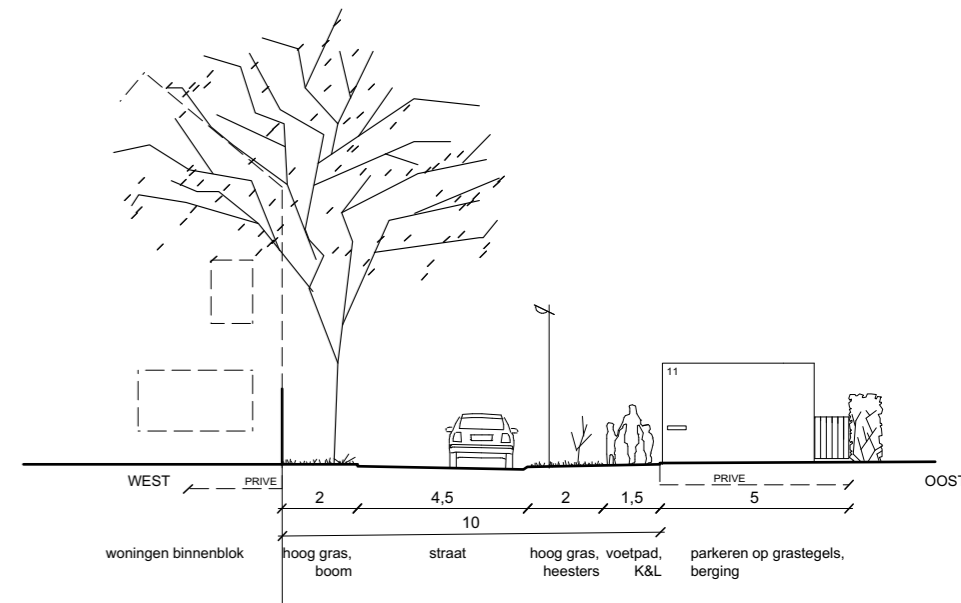 11
WEST
PRIVE
PRIVE
OOST
2
4,5
2
1,5
5
10
woningen binnenblok
hoog gras,
boom
straat
hoog gras,
heesters
voetpad,
K&L
parkeren op grastegels,
berging